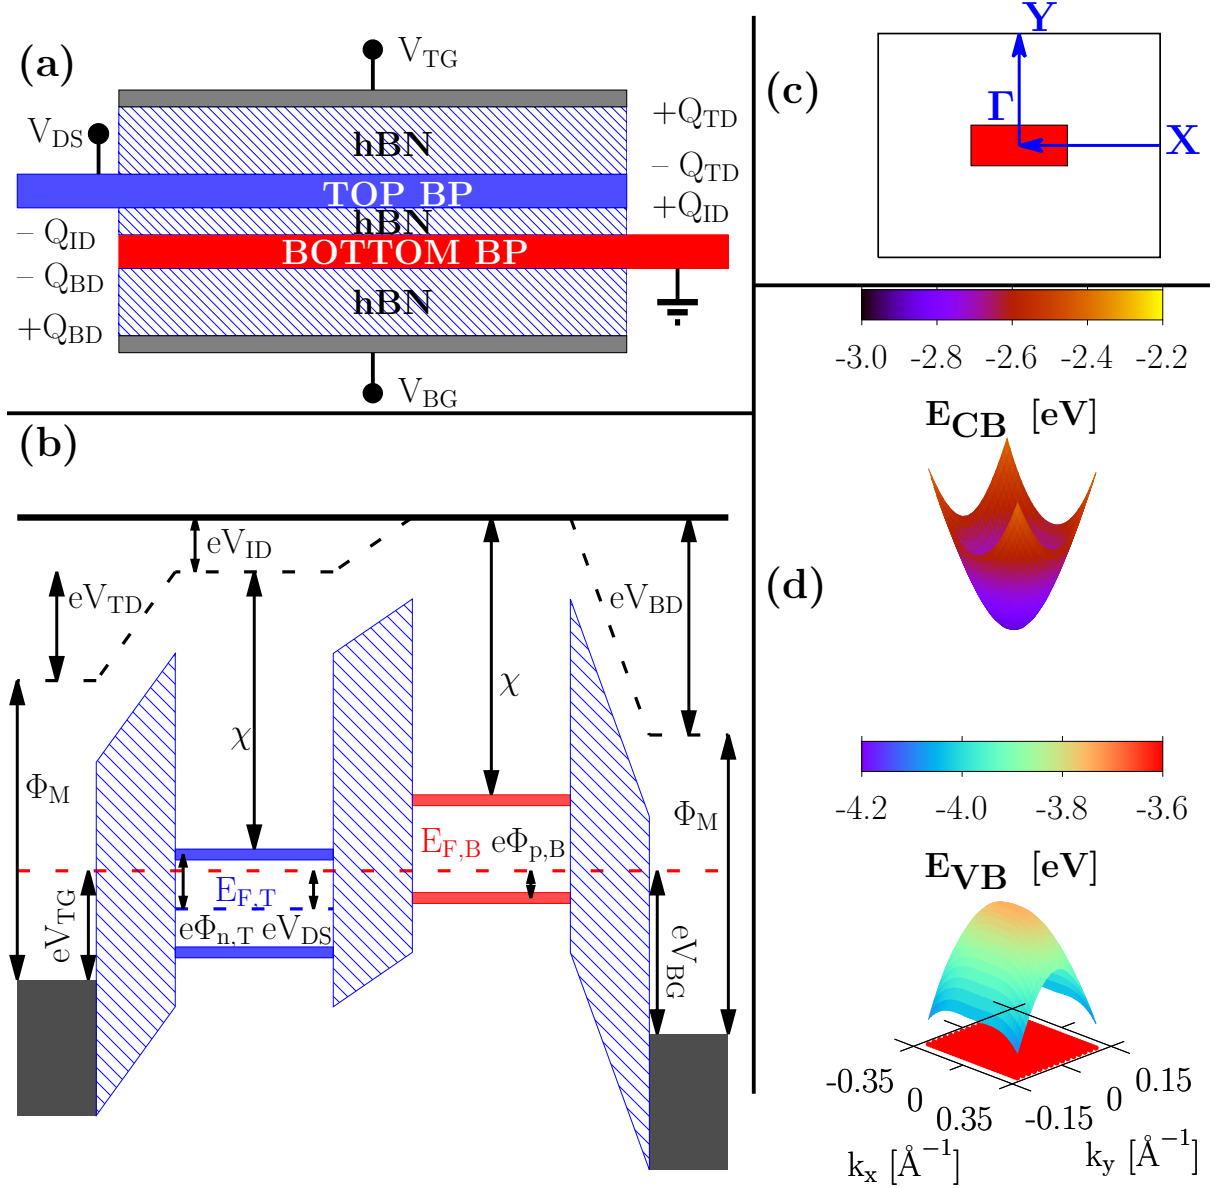 (a)
V_TG
V_DS
hBN
+Q_TD
TOP BP
– Q_TD
hBN
+Q_ID
– Q_ID
BOTTOM BP
– Q_BD
hBN
+Q_BD
V_BG
(b)
eV_ID
eV_TD
eV_BD
χ
χ
Φ_M
Φ_M
E_F,B eΦ_p,B
E_F,T
eΦ_n,T eV_DS
eV_TG
eV_BG
(c)
Y
Γ
X
-3.0 -2.8 -2.6 -2.4 -2.2
E_CB [eV]
(d)
-4.2 -4.0 -3.8 -3.6
E_VB [eV]
-0.35 0 0.35
-0.15 0 0.15
k_x [Å⁻¹]
k_y [Å⁻¹]